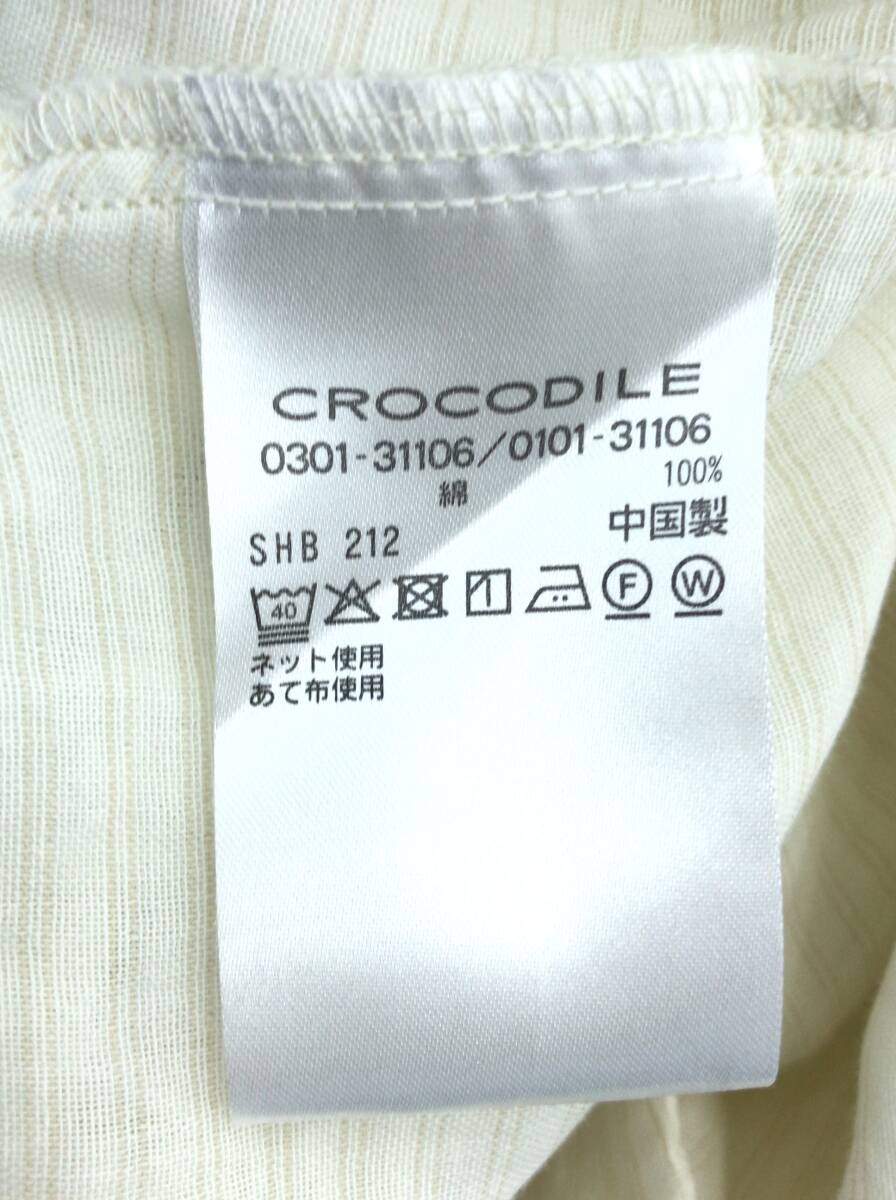 CROCODILE
0301-31106/0101-31106
綿 100%
SHB 212 中国製
40 F W
ネット使用
あて布使用